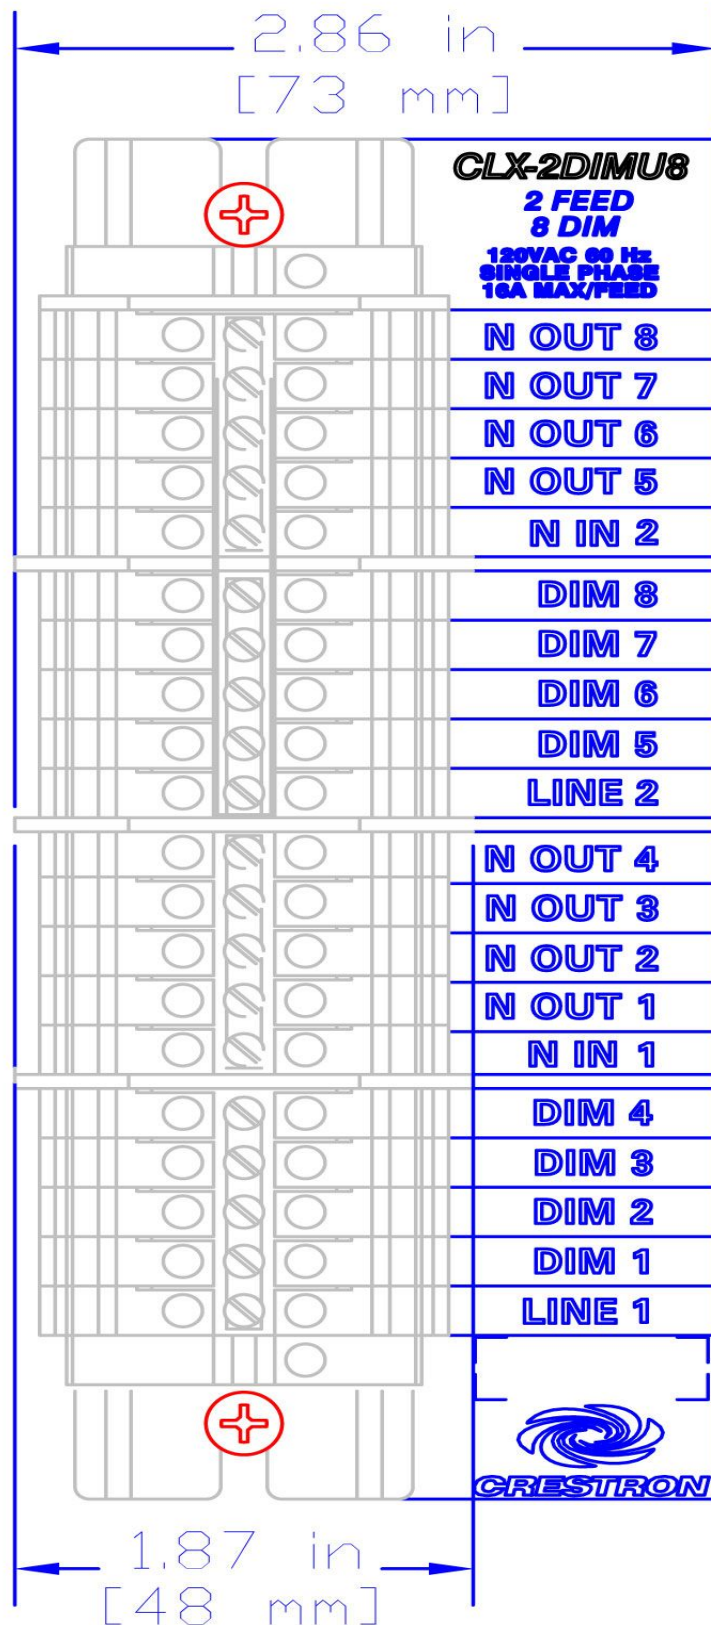 2.86 in
[73 mm]
CLX-2DIMU8
2 FEED
8 DIM
120VAC 60 Hz
SINGLE PHASE
16A MAX/FEED
N OUT 8
N OUT 7
N OUT 6
N OUT 5
N IN 2
DIM 8
DIM 7
DIM 6
DIM 5
LINE 2
N OUT 4
N OUT 3
N OUT 2
N OUT 1
N IN 1
DIM 4
DIM 3
DIM 2
DIM 1
LINE 1
CRESTRON
1.87 in
[48 mm]